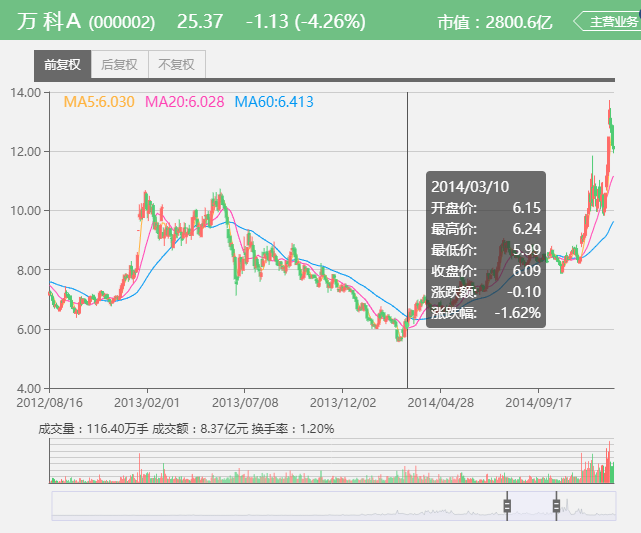 万 科A (000002) 25.37 -1.13 (-4.26%) 市值：2800.6亿 主营业务
前复权 后复权 不复权
MA5:6.030 MA20:6.028 MA60:6.413
14.00
12.00
10.00
8.00
6.00
4.00
2014/03/10
开盘价: 6.15
最高价: 6.24
最低价: 5.99
收盘价: 6.09
涨跌额: -0.10
涨跌幅: -1.62%
2012/08/16 2013/02/01 2013/07/08 2013/12/02 2014/04/28 2014/09/17
成交量：116.40万手 成交额：8.37亿元 换手率：1.20%